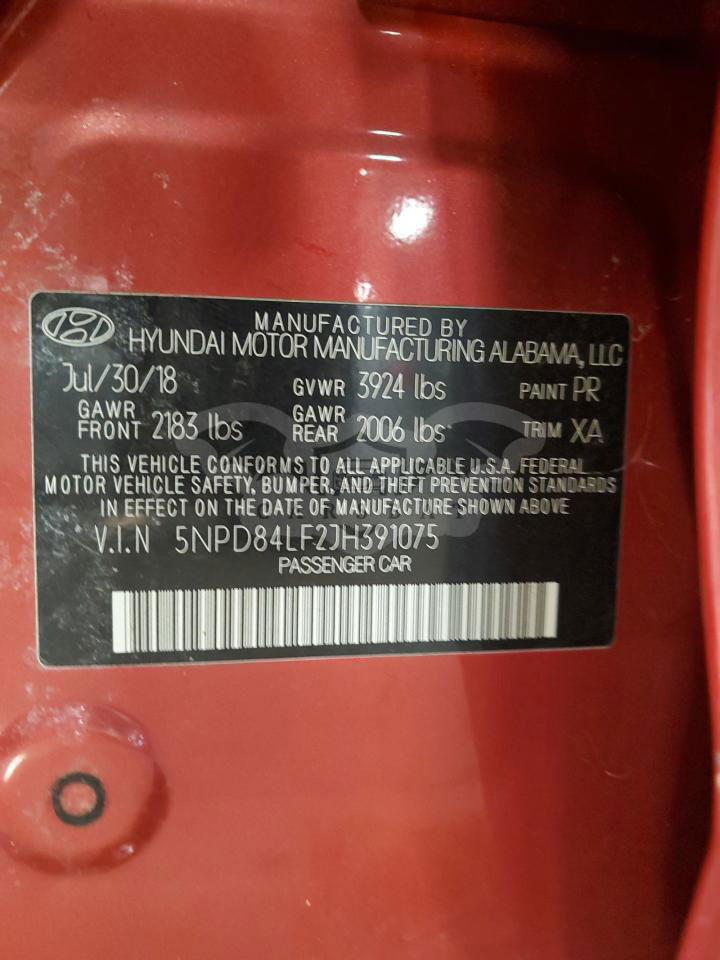 MANUFACTURED BY
HYUNDAI MOTOR MANUFACTURING ALABAMA, LLC
Jul/30/18 GVWR 3924 lbs PAINT PR
GAWR FRONT 2183 lbs GAWR REAR 2006 lbs TRIM XA
THIS VEHICLE CONFORMS TO ALL APPLICABLE U.S.A. FEDERAL
MOTOR VEHICLE SAFETY, BUMPER, AND THEFT PREVENTION STANDARDS
IN EFFECT ON THE DATE OF MANUFACTURE SHOWN ABOVE
V.I.N 5NPD84LF2JH391075
PASSENGER CAR